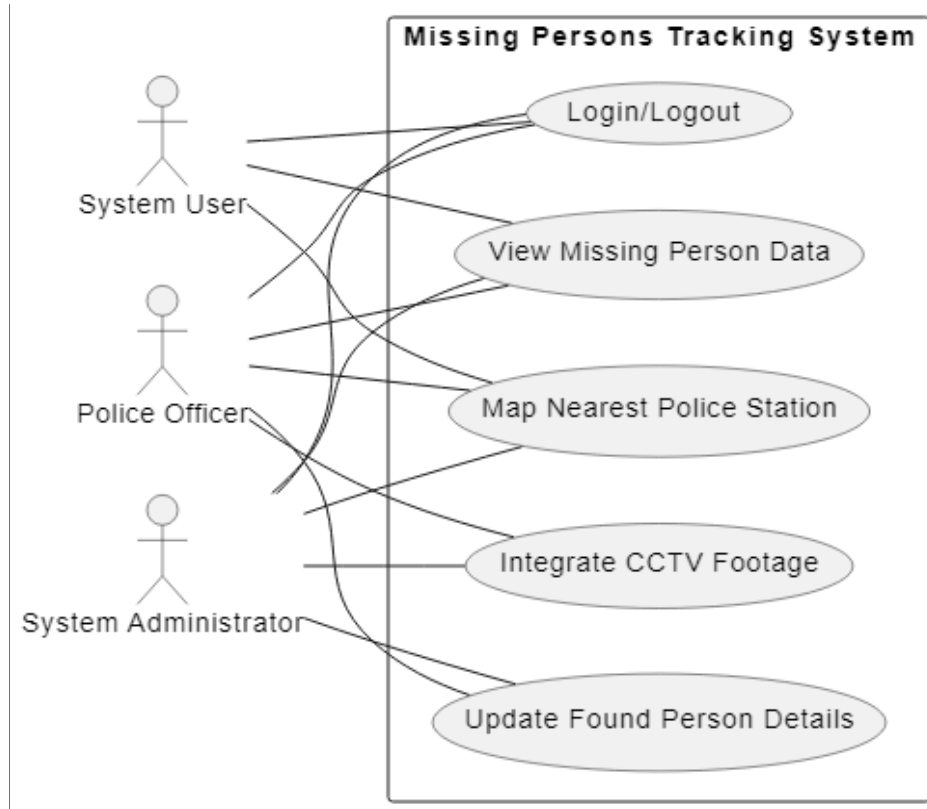 Missing Persons Tracking System
Login/Logout
System User
View Missing Person Data
Map Nearest Police Station
Police Officer
Integrate CCTV Footage
System Administrator
Update Found Person Details